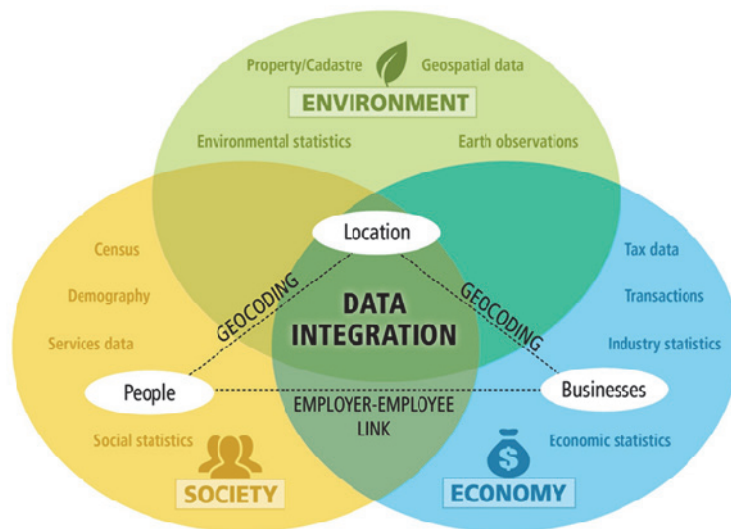 Property/Cadastre
Geospatial data
ENVIRONMENT
Environmental statistics
Earth observations
Location
Census
Tax data
DATA
INTEGRATION
GEOCODING
GEOCODING
Demography
Transactions
Services data
Industry statistics
People
Businesses
EMPLOYER-EMPLOYEE
LINK
Social statistics
$
Economic statistics
SOCIETY
ECONOMY